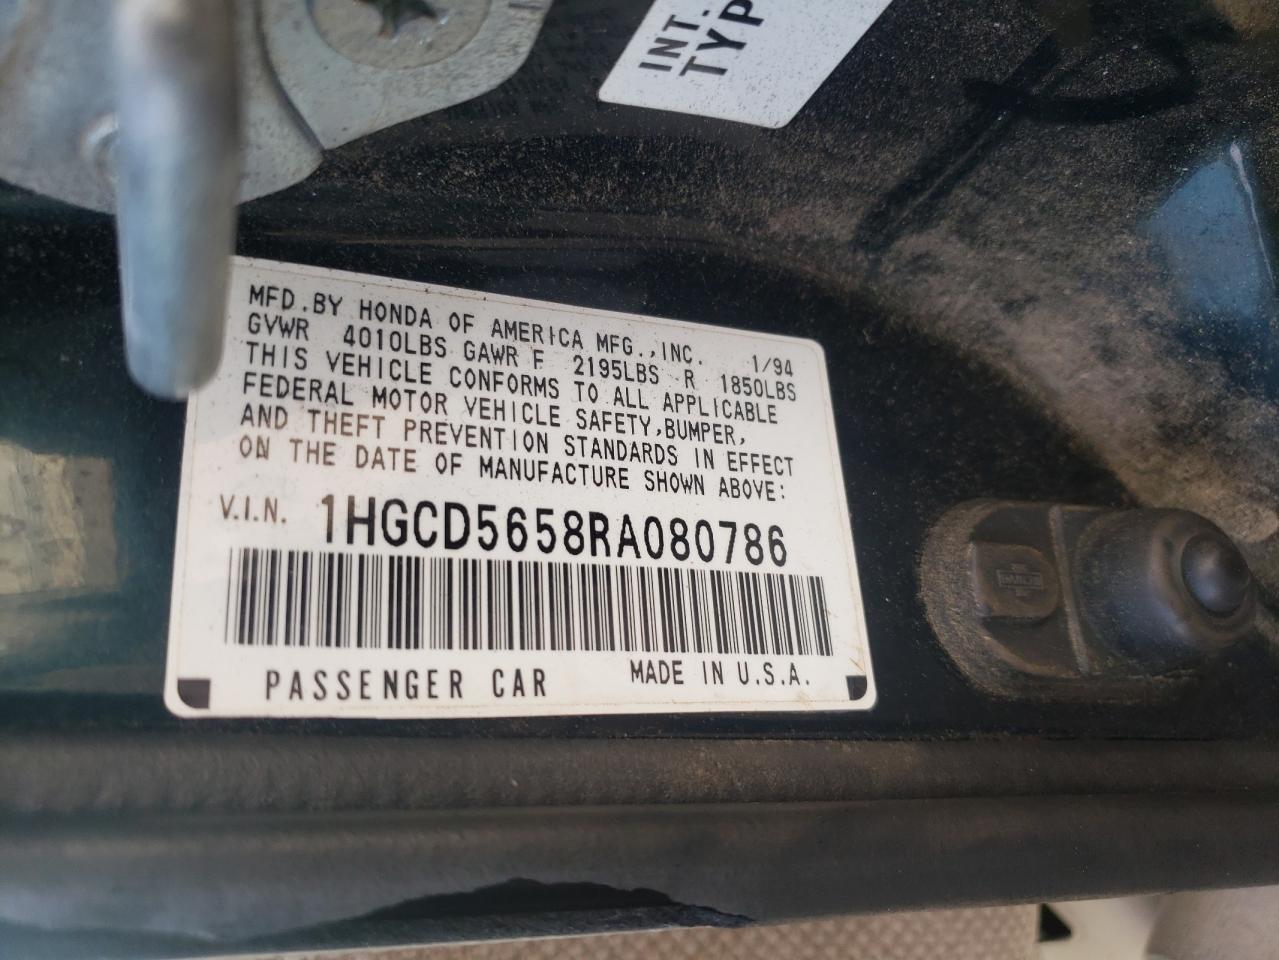 INT.
TYP
MFD.BY HONDA OF AMERICA MFG.,INC. 1/94
GVWR 4010LBS GAWR F 2195LBS R 1850LBS
THIS VEHICLE CONFORMS TO ALL APPLICABLE
FEDERAL MOTOR VEHICLE SAFETY,BUMPER,
AND THEFT PREVENTION STANDARDS IN EFFECT
ON THE DATE OF MANUFACTURE SHOWN ABOVE:
V.I.N. 1HGCD5658RA080786
PASSENGER CAR MADE IN U.S.A.